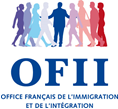 OFII
OFFICE FRANÇAIS DE L'IMMIGRATION
ET DE L'INTÉGRATION